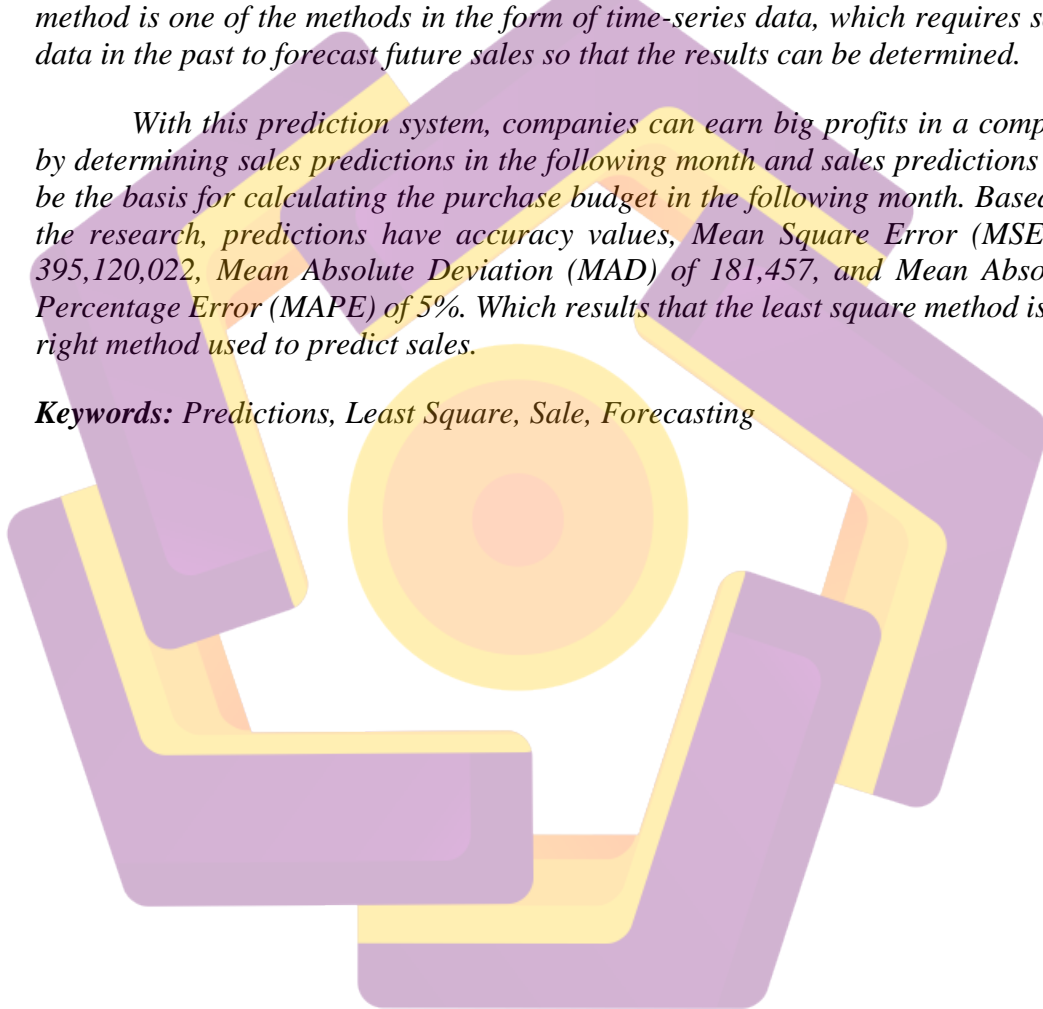 method is one of the methods in the form of time-series data, which requires s
data in the past to forecast future sales so that the results can be determined.
With this prediction system, companies can earn big profits in a comp
by determining sales predictions in the following month and sales predictions
be the basis for calculating the purchase budget in the following month. Based
the research, predictions have accuracy values, Mean Square Error (MSE
395,120,022, Mean Absolute Deviation (MAD) of 181,457, and Mean Abso
Percentage Error (MAPE) of 5%. Which results that the least square method is
right method used to predict sales.
Keywords: Predictions, Least Square, Sale, Forecasting